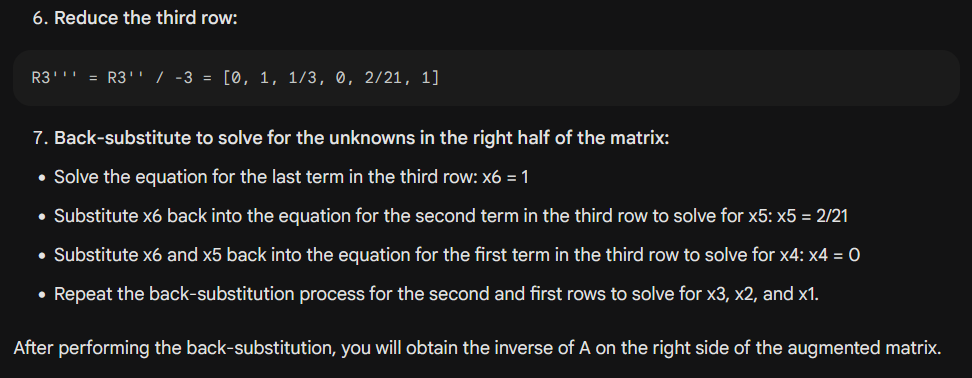 6. Reduce the third row:
R3''' = R3'' / -3 = [0, 1, 1/3, 0, 2/21, 1]
7. Back-substitute to solve for the unknowns in the right half of the matrix:
• Solve the equation for the last term in the third row: x6 = 1
• Substitute x6 back into the equation for the second term in the third row to solve for x5: x5 = 2/21
• Substitute x6 and x5 back into the equation for the first term in the third row to solve for x4: x4 = 0
• Repeat the back-substitution process for the second and first rows to solve for x3, x2, and x1.
After performing the back-substitution, you will obtain the inverse of A on the right side of the augmented matrix.